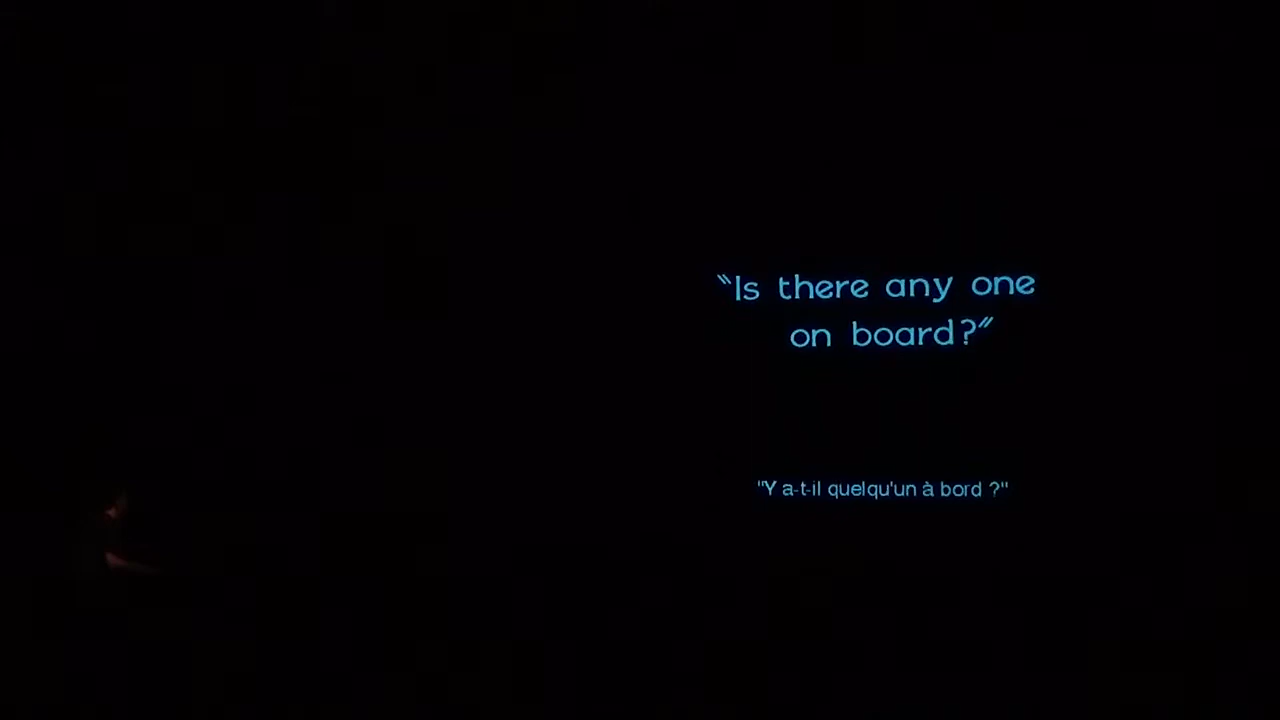 “Is there any one
on board?”
"Y a-t-il quelqu'un à bord ?"